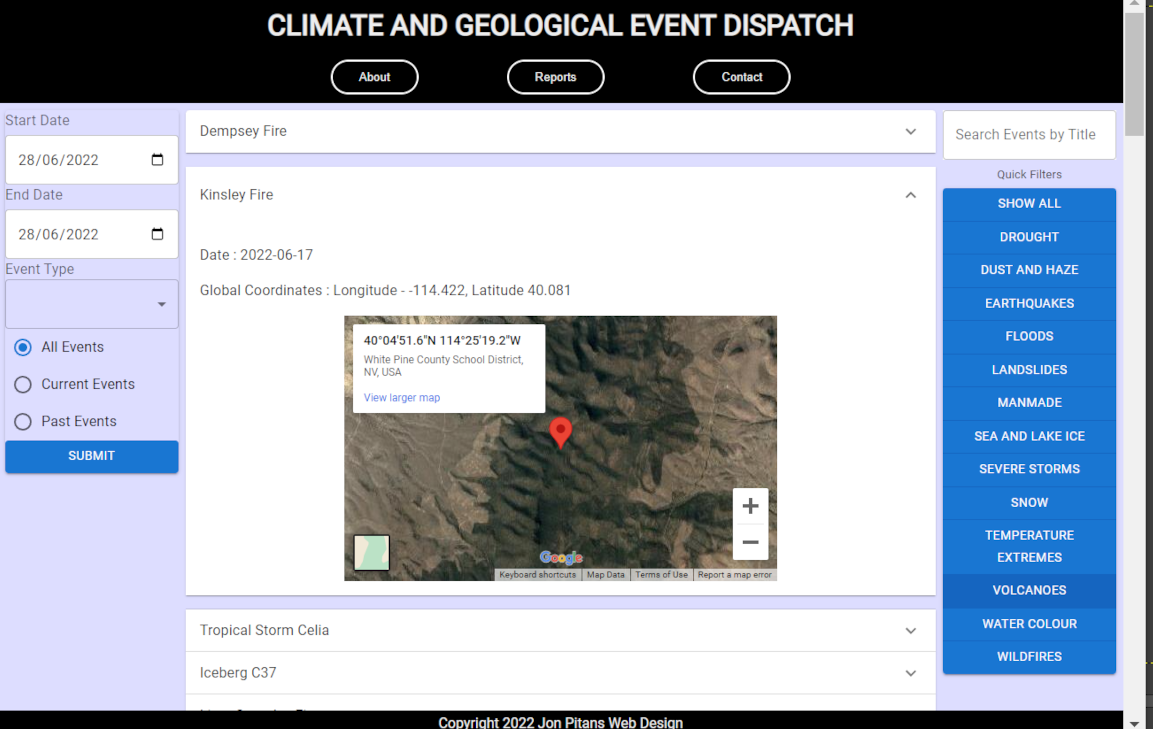 CLIMATE AND GEOLOGICAL EVENT DISPATCH
About
Reports
Contact
Start Date
28/06/2022
End Date
28/06/2022
Event Type
All Events
Current Events
Past Events
SUBMIT
Dempsey Fire
Kinsley Fire
Date : 2022-06-17
Global Coordinates : Longitude - -114.422, Latitude 40.081
40°04'51.6"N 114°25'19.2"W
White Pine County School District,
NV, USA
View larger map
Google
Keyboard shortcuts
Map Data
Terms of Use
Report a map error
Tropical Storm Celia
Iceberg C37
Search Events by Title
Quick Filters
SHOW ALL
DROUGHT
DUST AND HAZE
EARTHQUAKES
FLOODS
LANDSLIDES
MANMADE
SEA AND LAKE ICE
SEVERE STORMS
SNOW
TEMPERATURE
EXTREMES
VOLCANOES
WATER COLOUR
WILDFIRES
Copyright 2022 Jon Pitans Web Design